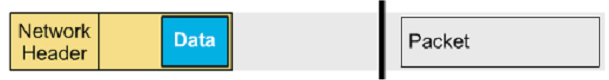 Network
Header
Data
Packet